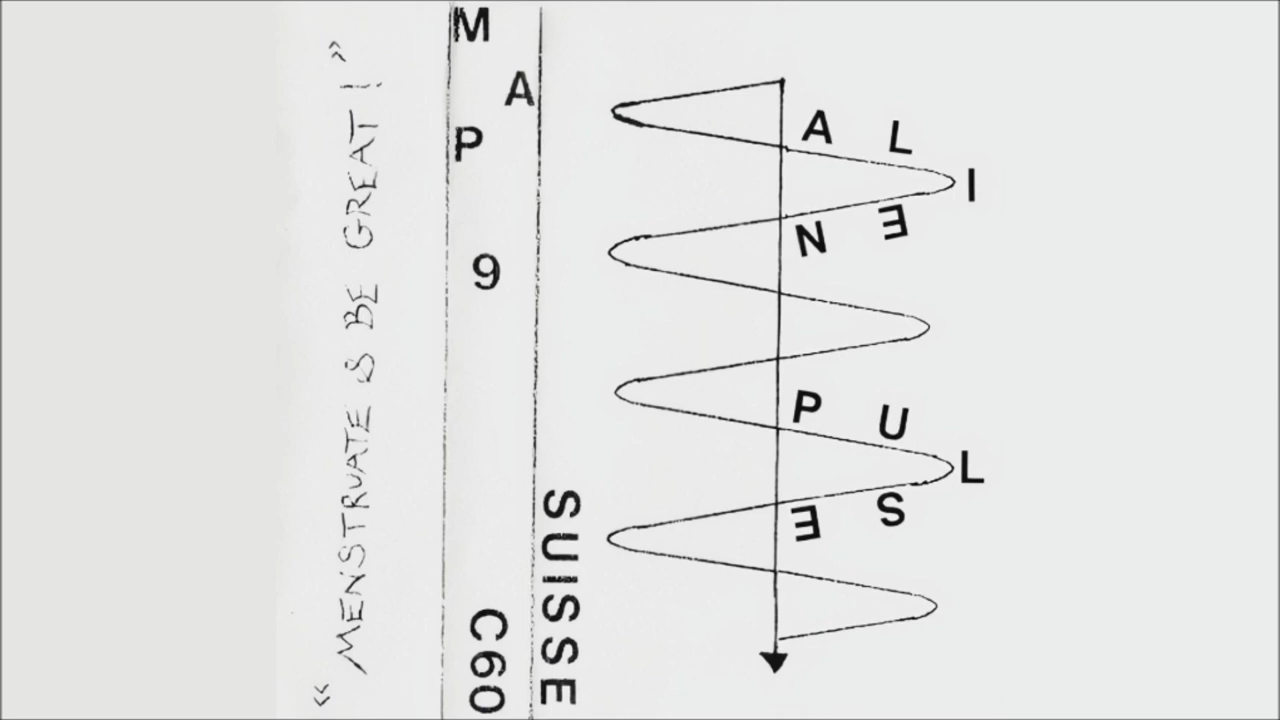 «MENSTRUATE & BE GREAT!»
MAP 9
C60
SUISSE
ALIEN
PULSE